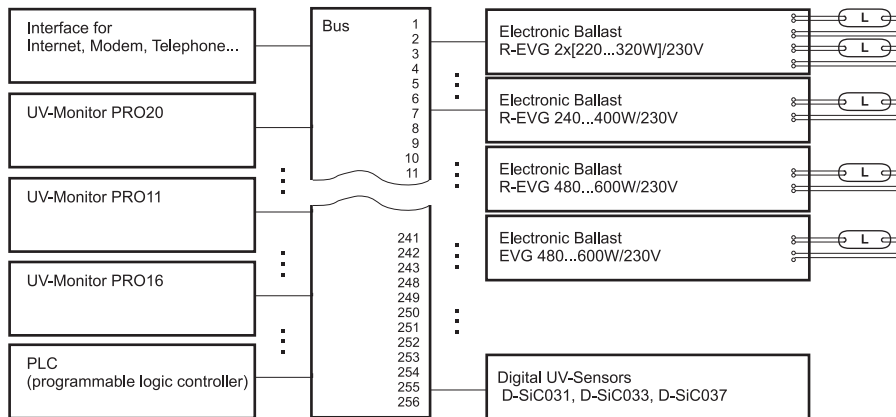 Interface for
Internet, Modem, Telephone...
UV-Monitor PRO20
UV-Monitor PRO11
UV-Monitor PRO16
PLC
(programmable logic controller)
Bus
1
2
3
4
5
6
7
8
9
10
11
241
242
243
248
249
250
251
252
253
254
255
256
Electronic Ballast
R-EVG 2x[220...320W]/230V
L
L
Electronic Ballast
R-EVG 240...400W/230V
L
Electronic Ballast
R-EVG 480...600W/230V
L
Electronic Ballast
EVG 480...600W/230V
L
Digital UV-Sensors
D-SiC031, D-SiC033, D-SiC037